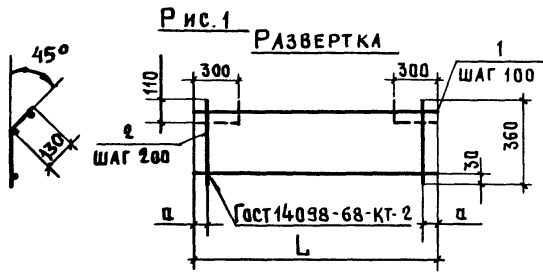 Рис.1
РАЗВЕРТКА
45°
130
110
300
300
1
ШАГ 100
2
ШАГ 200
360
30
а
ГОСТ 14098-68-КТ-2
а
L